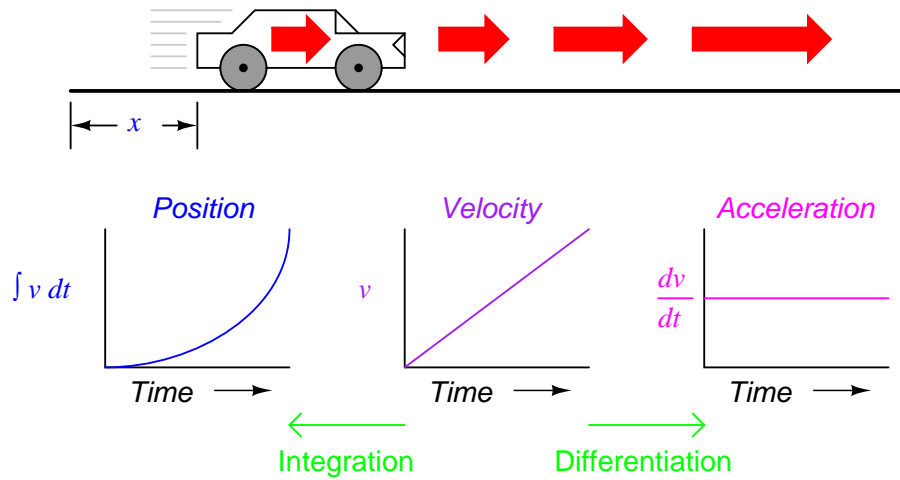 x
Position
Velocity
Acceleration
∫ v dt
v
dv
dt
Time
Time
Time
Integration
Differentiation